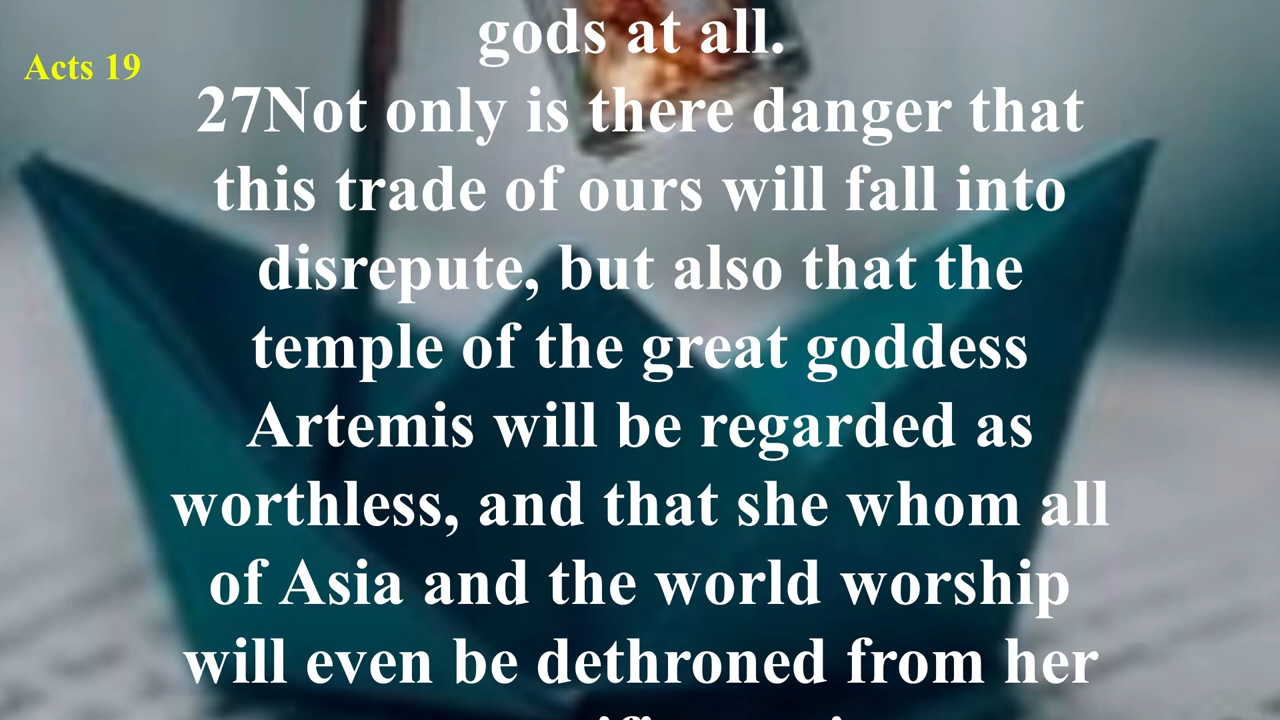 gods at all.
Acts 19
27Not only is there danger that
this trade of ours will fall into
disrepute, but also that the
temple of the great goddess
Artemis will be regarded as
worthless, and that she whom all
of Asia and the world worship
will even be dethroned from her